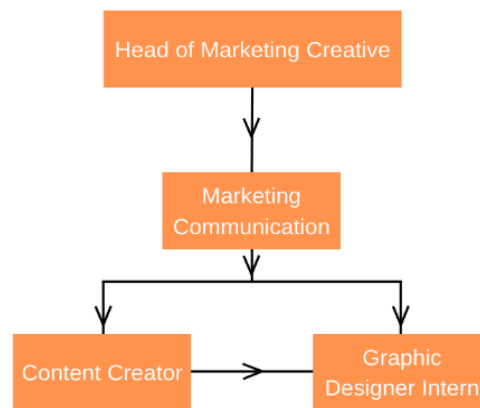 Head of Marketing Creative
Marketing
Communication
Content Creator
Graphic
Designer Intern